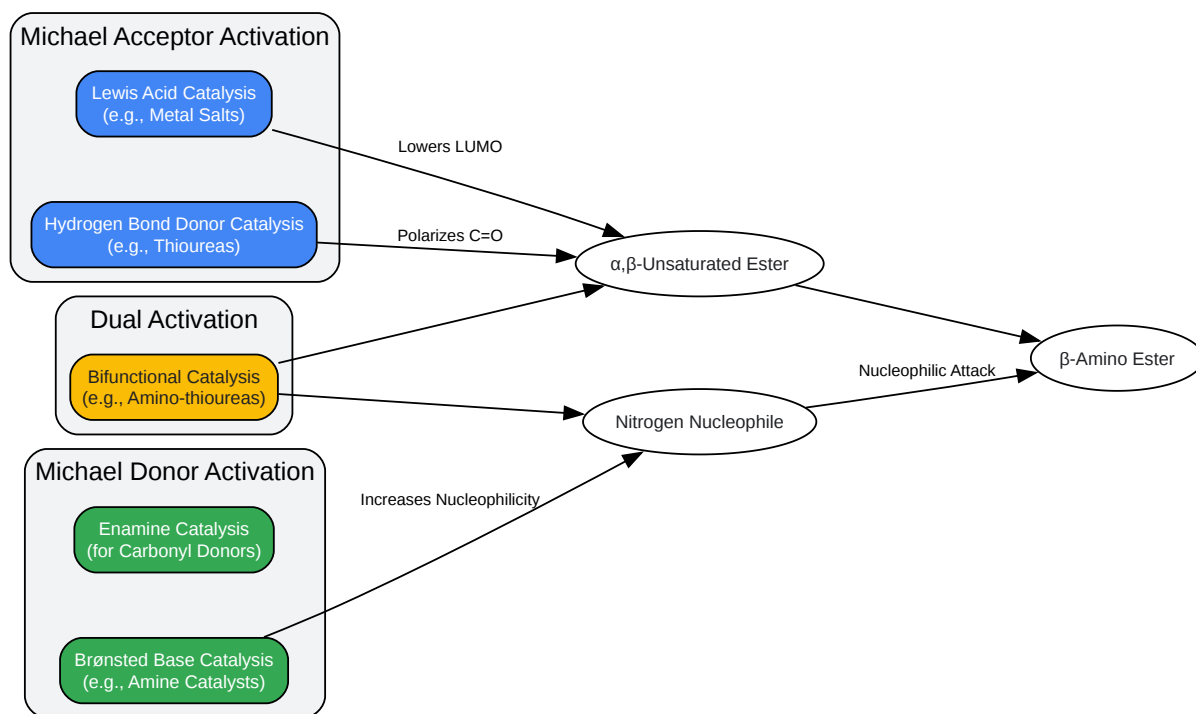 Michael Acceptor Activation
Lewis Acid Catalysis
(e.g., Metal Salts)
Lowers LUMO
Hydrogen Bond Donor Catalysis
(e.g., Thioureas)
Polarizes C=O
α,β-Unsaturated Ester
Dual Activation
Bifunctional Catalysis
(e.g., Amino-thioureas)
β-Amino Ester
Nucleophilic Attack
Nitrogen Nucleophile
Michael Donor Activation
Increases Nucleophilicity
Enamine Catalysis
(for Carbonyl Donors)
Brønsted Base Catalysis
(e.g., Amine Catalysts)